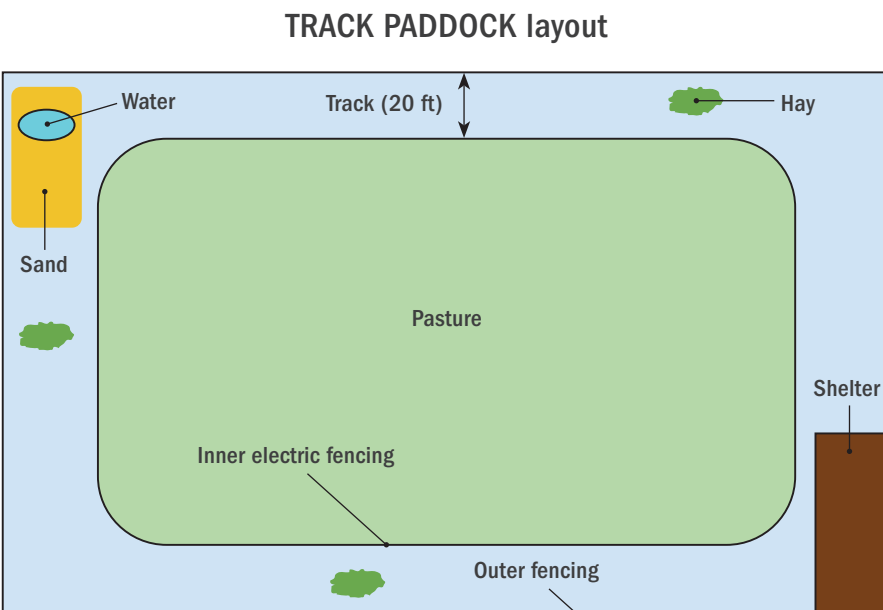 TRACK PADDOCK layout
Water
Track (20 ft)
Hay
Sand
Pasture
Shelter
Inner electric fencing
Outer fencing